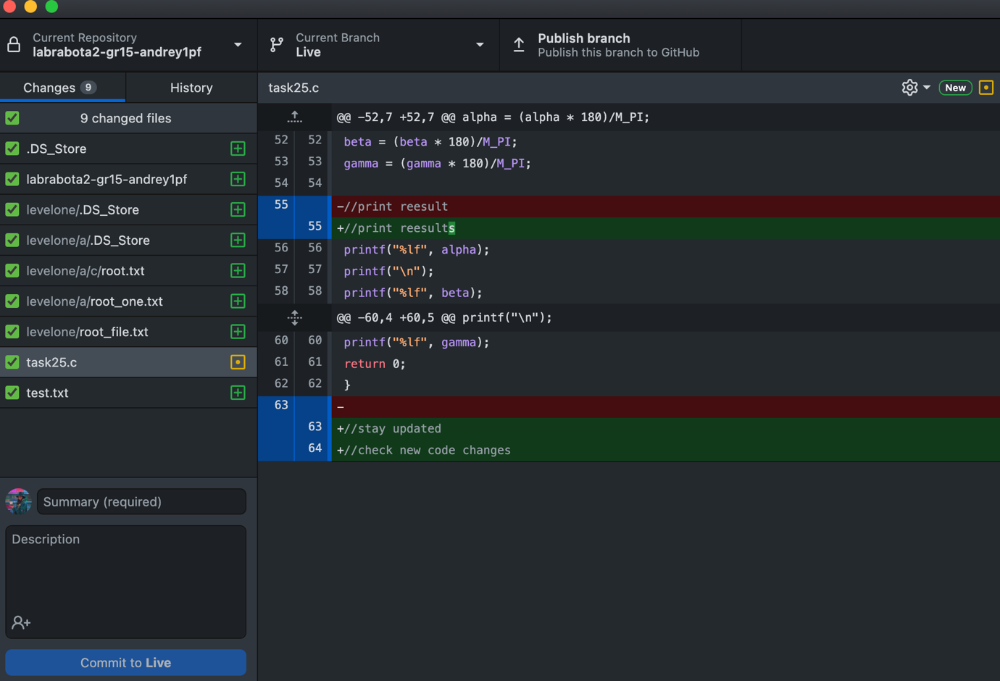 Current Repository
labrabota2-gr15-andrey1pf
Current Branch
Live
Publish branch
Publish this branch to GitHub
Changes 9
History
9 changed files
.DS_Store
labrabota2-gr15-andrey1pf
levelone/.DS_Store
levelone/a/.DS_Store
levelone/a/c/root.txt
levelone/a/root_one.txt
levelone/root_file.txt
task25.c
test.txt
Summary (required)
Description
Commit to Live
task25.c
New
@@ -52,7 +52,7 @@ alpha = (alpha * 180)/M_PI;
52 52 beta = (beta * 180)/M_PI;
53 53 gamma = (gamma * 180)/M_PI;
54 54
55 -//print reesult
55 +//print reesults
56 56 printf("%lf", alpha);
57 57 printf("\n");
58 58 printf("%lf", beta);
@@ -60,4 +60,5 @@ printf("\n");
60 60 printf("%lf", gamma);
61 61 return 0;
62 62 }
63 -
63 +//stay updated
64 +//check new code changes